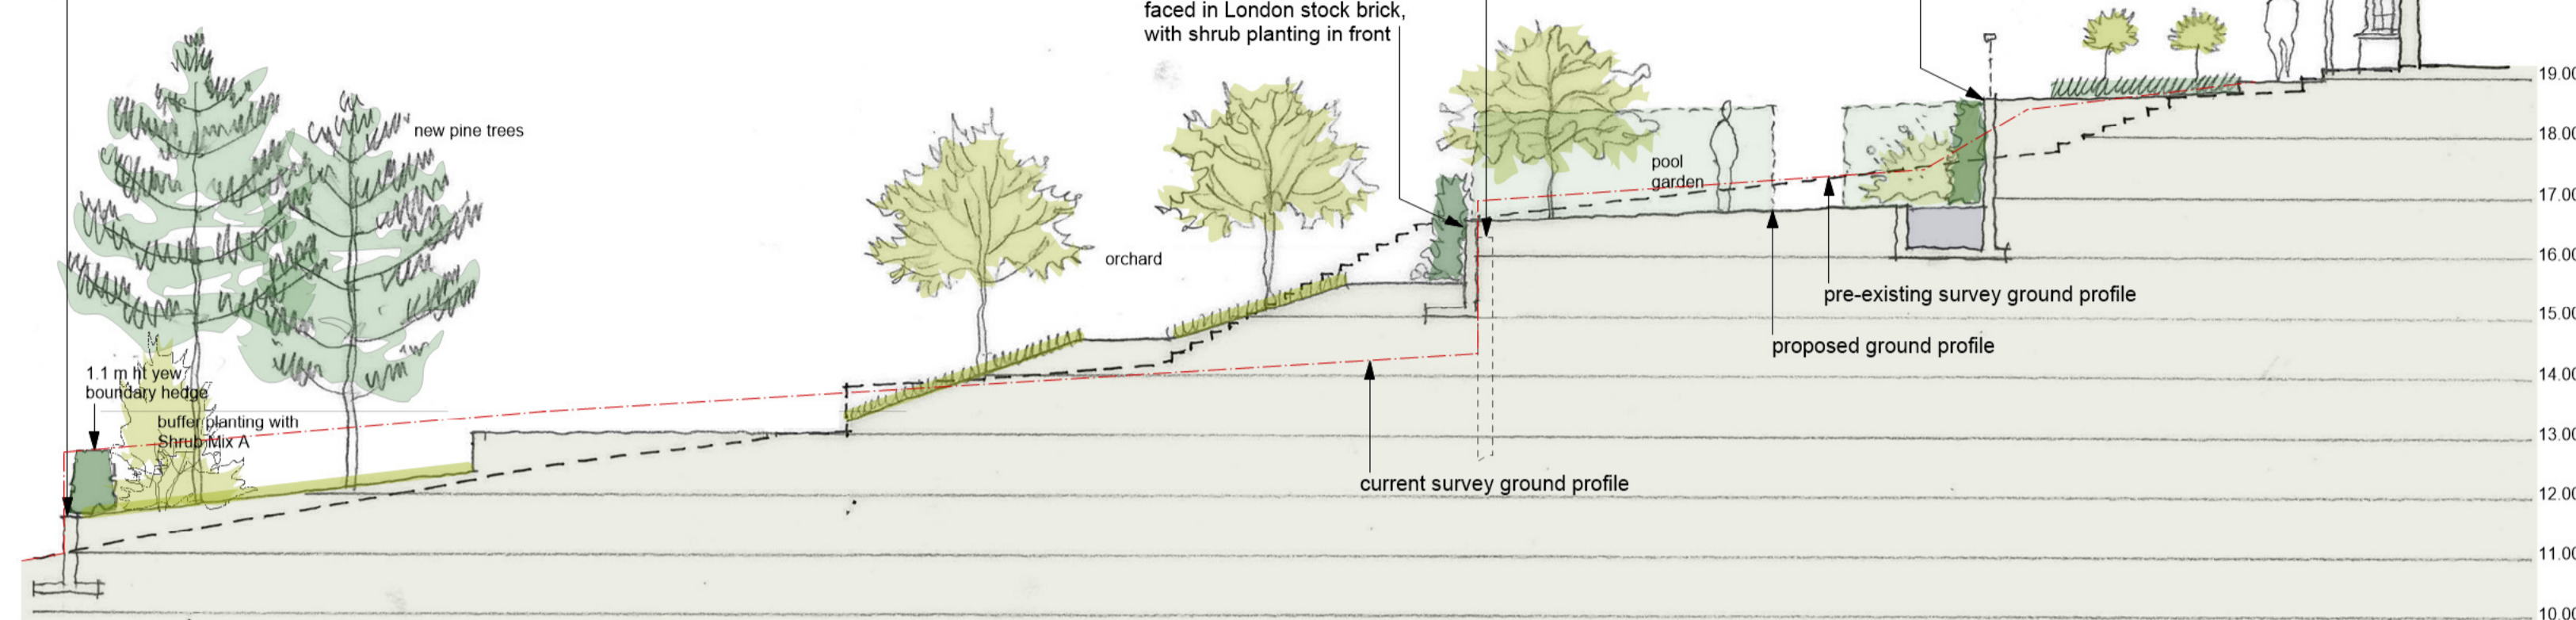 faced in London stock brick,
with shrub planting in front
new pine trees
pool
garden
orchard
pre-existing survey ground profile
proposed ground profile
1.1 m ht yew
boundary hedge
buffer planting with
Shrub Mix A
current survey ground profile
19.00
18.00
17.00
16.00
15.00
14.00
13.00
12.00
11.00
10.00